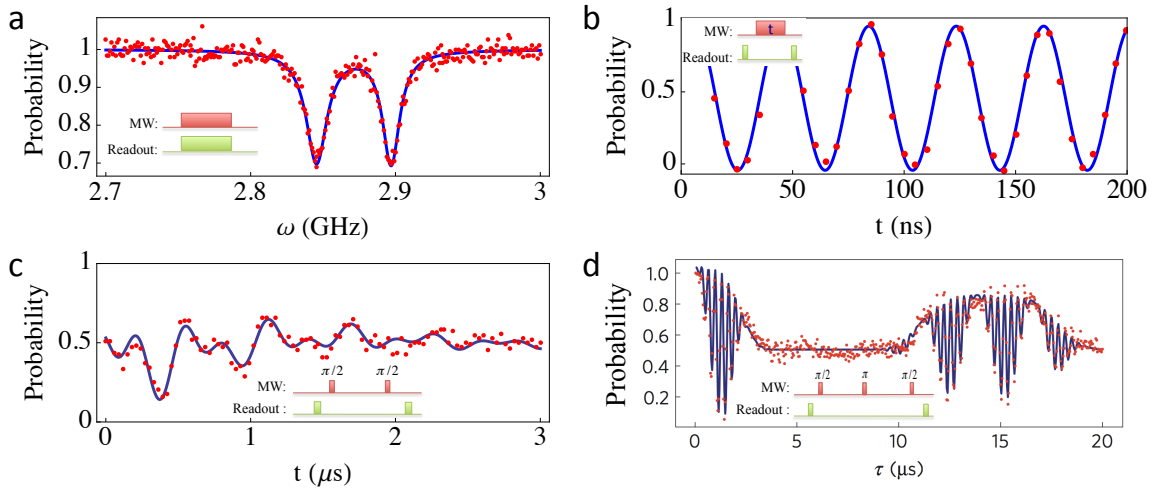 a
Probability
1
0.9
0.8
0.7
MW:
Readout:
2.7
2.8
2.9
3
ω (GHz)
b
Probability
1
0.5
0
MW:
t
Readout:
0
50
100
150
200
t (ns)
c
Probability
1
0.5
0
π/2
π/2
MW:
Readout :
0
1
2
3
t (μs)
d
Probability
1.0
0.8
0.6
0.4
0.2
π/2
π
π/2
MW:
Readout :
0
5
10
15
20
τ (μs)